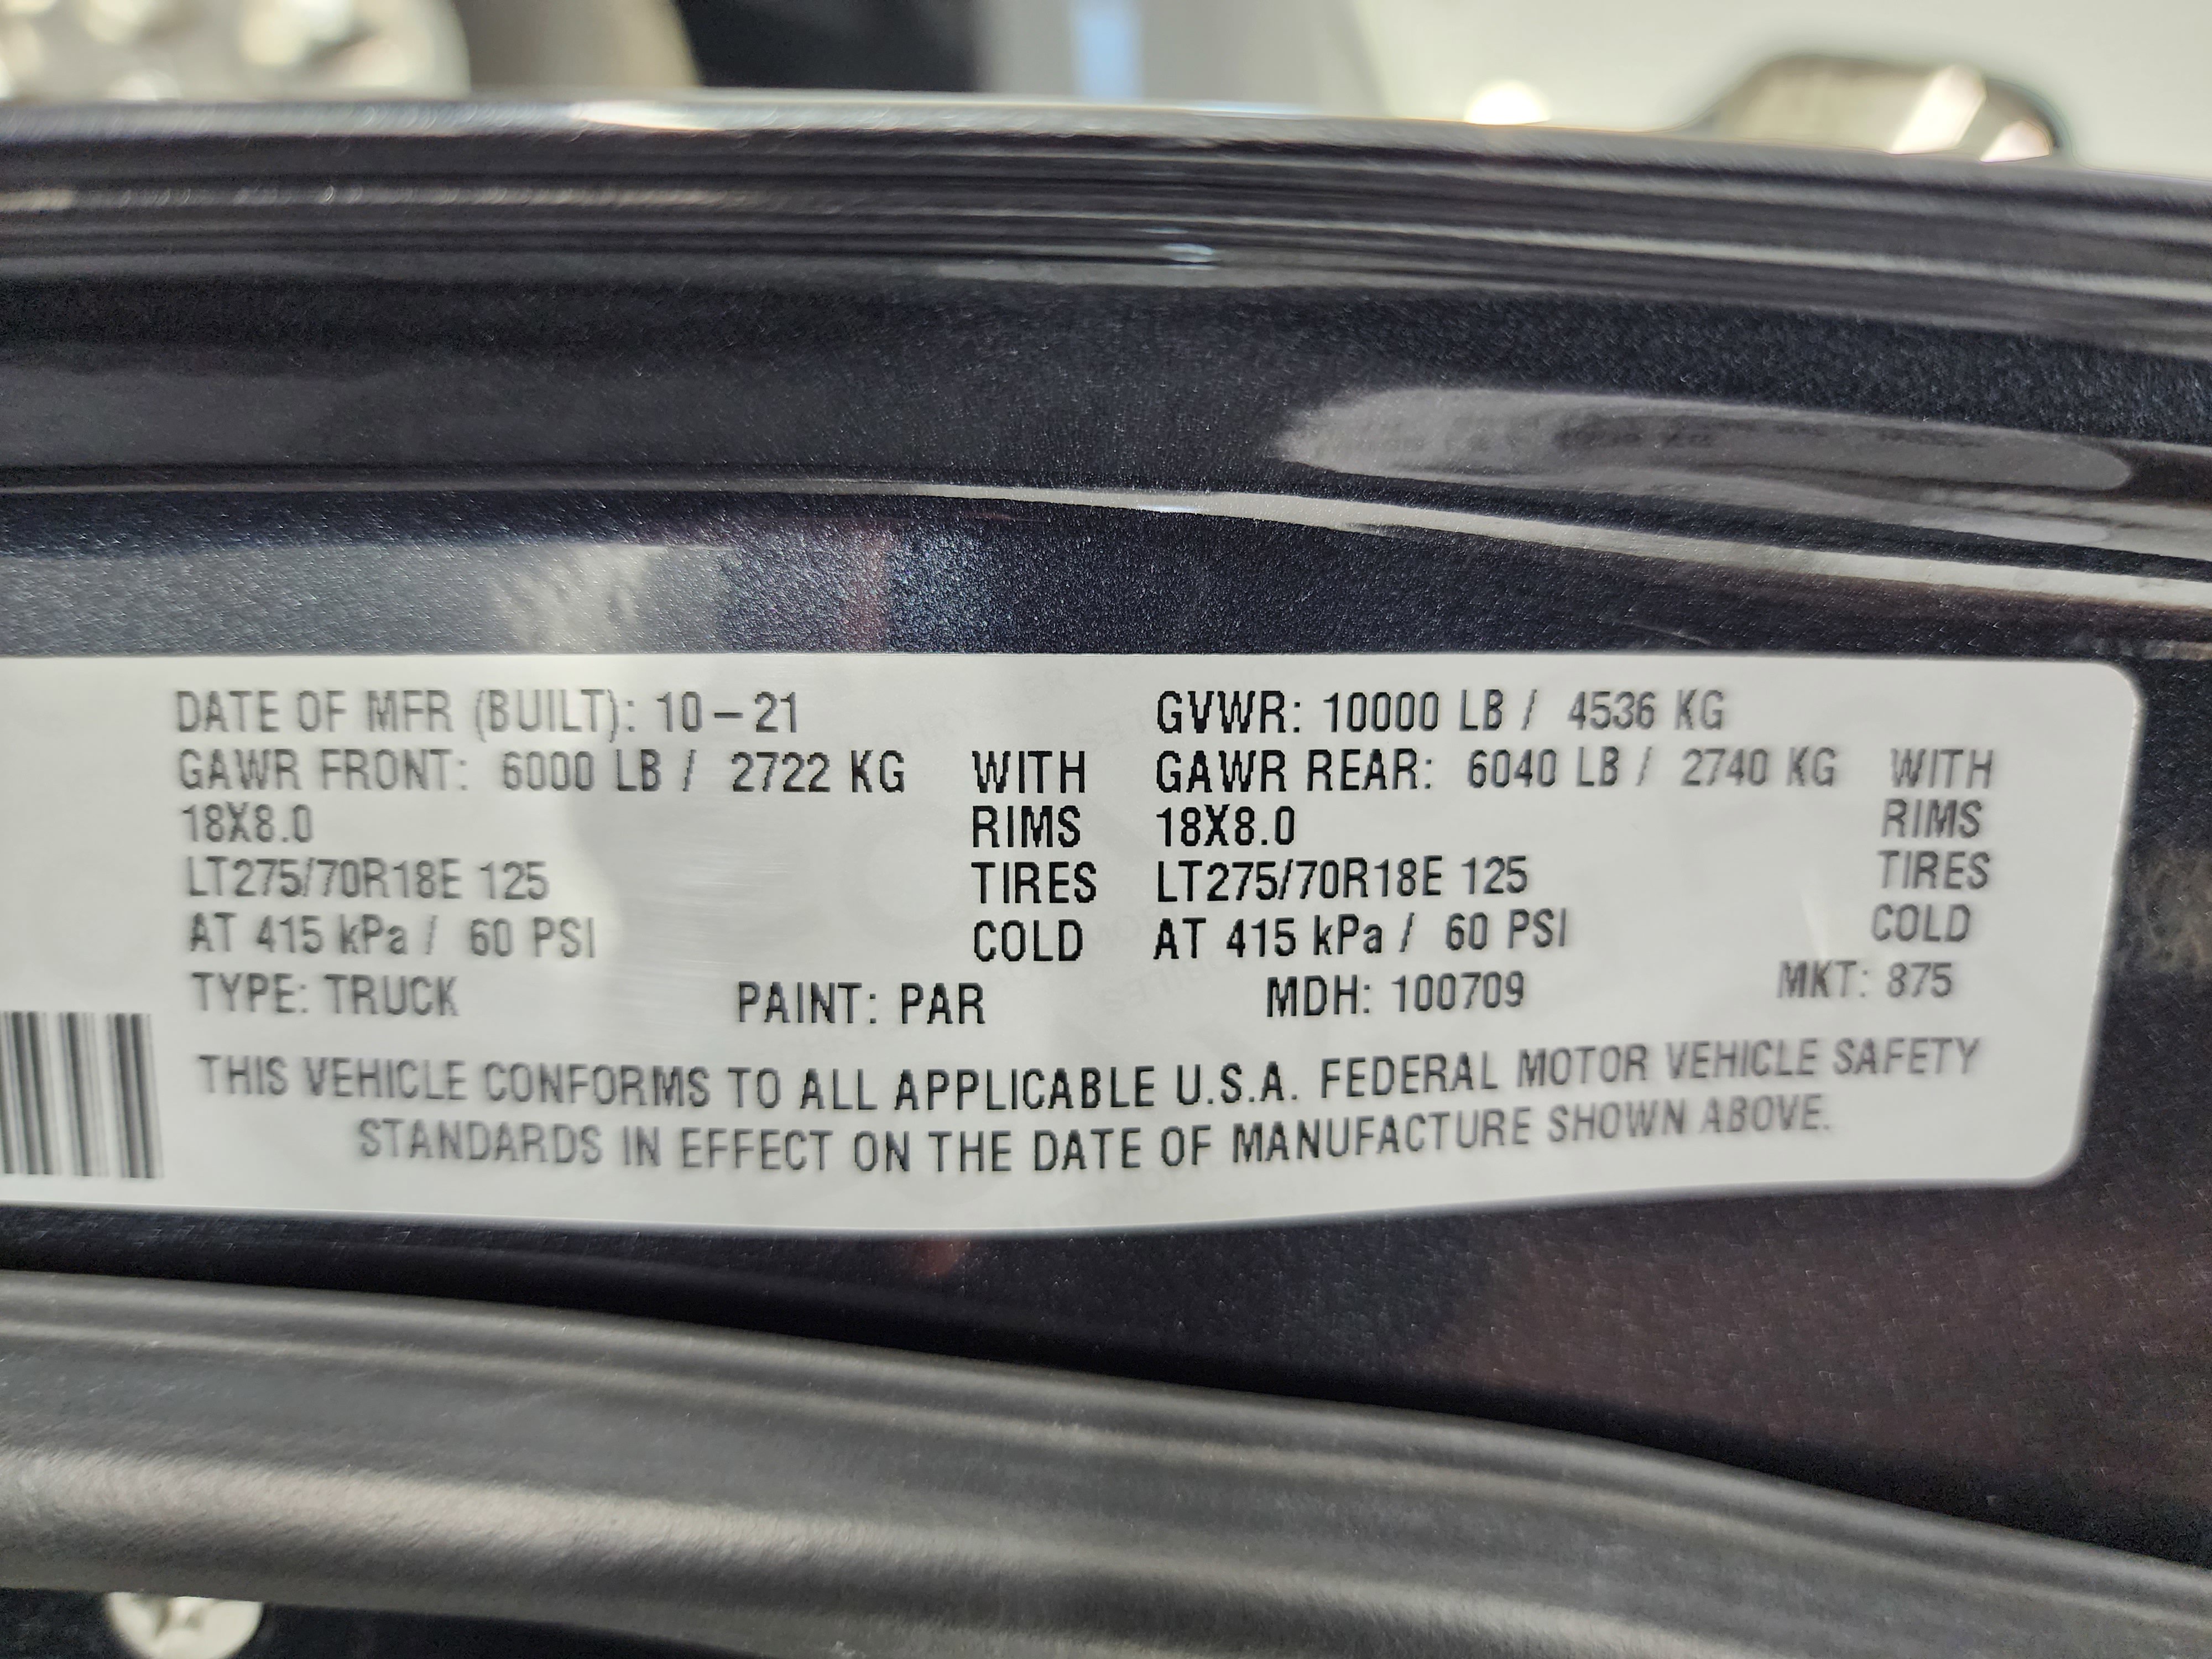 DATE OF MFR (BUILT): 10-21 GVWR: 10000 LB / 4536 KG
GAWR FRONT: 6000 LB / 2722 KG WITH GAWR REAR: 6040 LB / 2740 KG WITH
18X8.0 RIMS 18X8.0 RIMS
LT275/70R18E 125 TIRES LT275/70R18E 125 TIRES
AT 415 kPa / 60 PSI COLD AT 415 kPa / 60 PSI COLD
TYPE: TRUCK PAINT: PAR MDH: 100709 MKT: 875
THIS VEHICLE CONFORMS TO ALL APPLICABLE U.S.A. FEDERAL MOTOR VEHICLE SAFETY
STANDARDS IN EFFECT ON THE DATE OF MANUFACTURE SHOWN ABOVE.